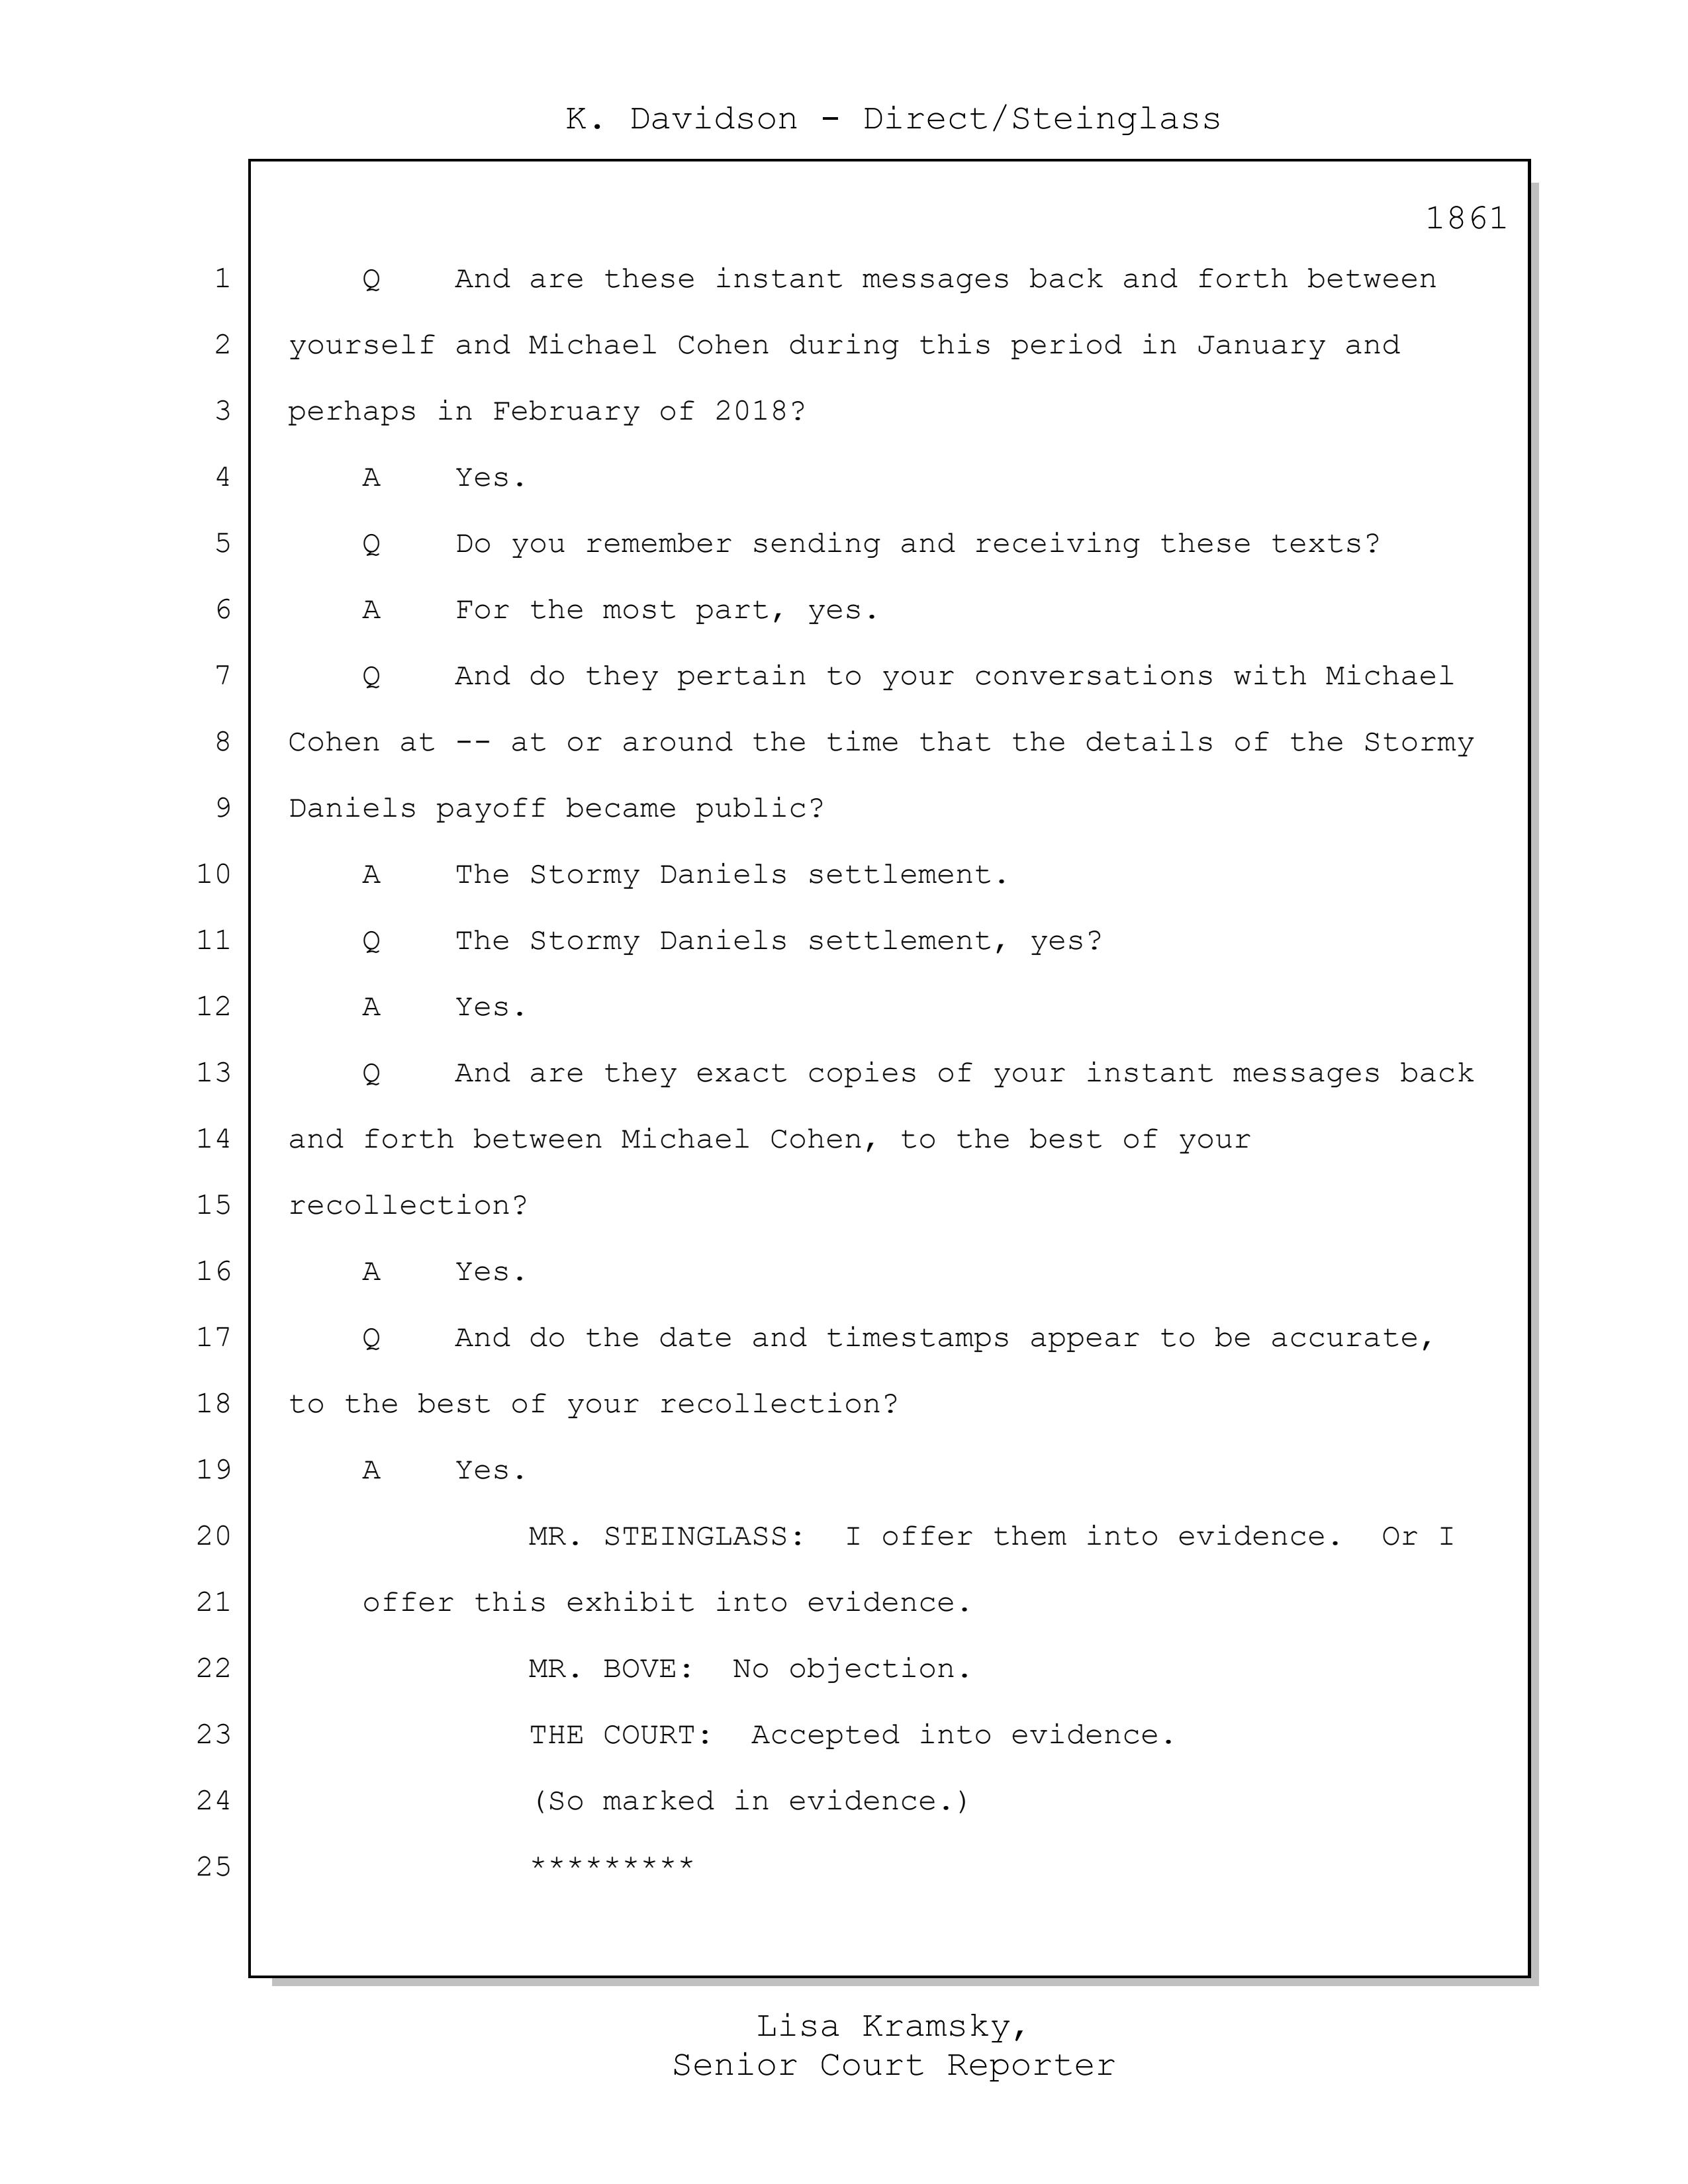 K. Davidson - Direct/Steinglass
1861
1 Q And are these instant messages back and forth between
2 yourself and Michael Cohen during this period in January and
3 perhaps in February of 2018?
4 A Yes.
5 Q Do you remember sending and receiving these texts?
6 A For the most part, yes.
7 Q And do they pertain to your conversations with Michael
8 Cohen at -- at or around the time that the details of the Stormy
9 Daniels payoff became public?
10 A The Stormy Daniels settlement.
11 Q The Stormy Daniels settlement, yes?
12 A Yes.
13 Q And are they exact copies of your instant messages back
14 and forth between Michael Cohen, to the best of your
15 recollection?
16 A Yes.
17 Q And do the date and timestamps appear to be accurate,
18 to the best of your recollection?
19 A Yes.
20 MR. STEINGLASS: I offer them into evidence. Or I
21 offer this exhibit into evidence.
22 MR. BOVE: No objection.
23 THE COURT: Accepted into evidence.
24 (So marked in evidence.)
25 *********
Lisa Kramsky,
Senior Court Reporter